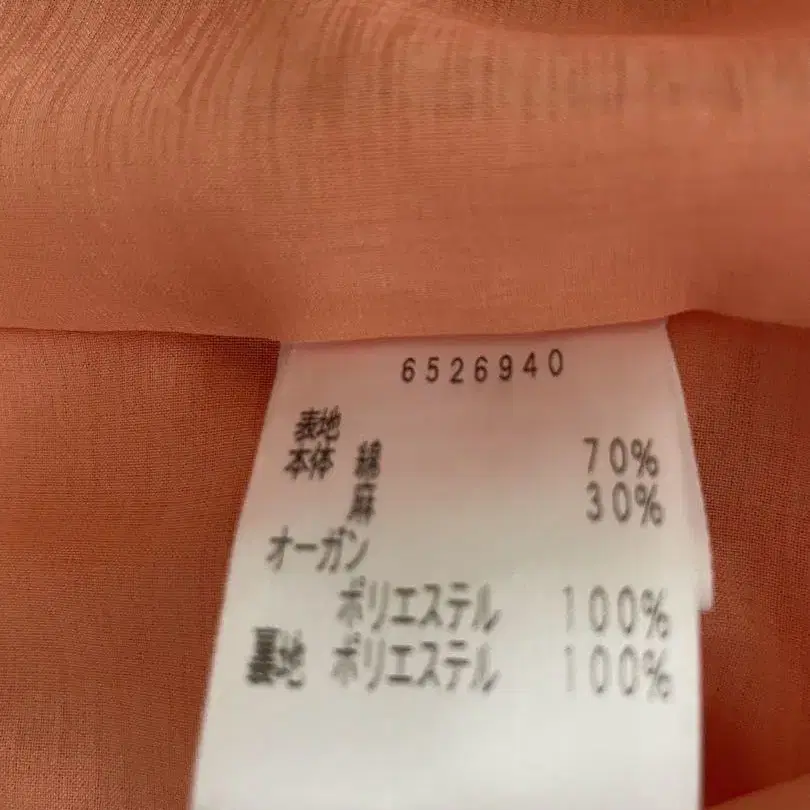 6526940
表地
本体 綿 70%
麻 30%
オーガン
ポリエステル 100%
裏地 ポリエステル 100%